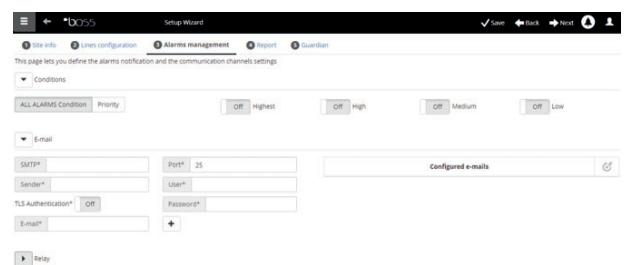 boss Setup Wizard Save Back Next
1 Site info 2 Lines configuration 3 Alarms management 4 Report 5 Guardian
This page lets you define the alarms notification and the communication channels settings
Conditions
ALL ALARMS Condition Priority Off Highest Off High Off Medium Off Low
E-mail
SMTP* Port* 25 Configured e-mails
Sender* User*
TLS Authentication* Off Password*
E-mail* +
Relay